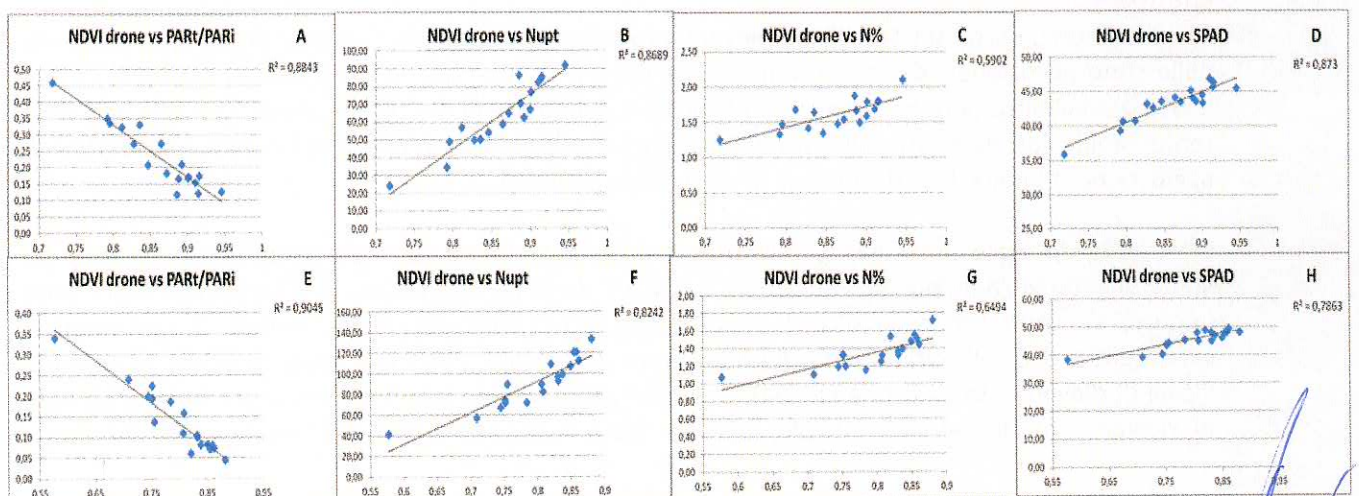 NDVI drone vs PARt/PARi A
R² = 0,8843
0,50
0,45
0,40
0,35
0,30
0,25
0,20
0,15
0,10
0,05
0,00
0,7 0,75 0,8 0,85 0,9 0,95 1
NDVI drone vs Nupt B
R² = 0,8689
100,00
90,00
80,00
70,00
60,00
50,00
40,00
30,00
20,00
10,00
0,00
0,7 0,75 0,8 0,85 0,9 0,95 1
NDVI drone vs N% C
R² = 0,5902
2,50
2,00
1,50
1,00
0,50
0,00
0,7 0,75 0,8 0,85 0,9 0,95 1
NDVI drone vs SPAD D
R² = 0,873
50,00
45,00
40,00
35,00
30,00
25,00
0,7 0,75 0,8 0,85 0,9 0,95 1
NDVI drone vs PARt/PARi E
R² = 0,9045
0,40
0,35
0,30
0,25
0,20
0,15
0,10
0,05
0,00
0,55 0,65 0,75 0,85 0,95
NDVI drone vs Nupt F
R² = 0,8242
160,00
140,00
120,00
100,00
80,00
60,00
40,00
20,00
0,00
0,55 0,6 0,65 0,7 0,75 0,8 0,85 0,9
NDVI drone vs N% G
R² = 0,6494
2,00
1,80
1,60
1,40
1,20
1,00
0,80
0,60
0,40
0,20
0,00
0,55 0,6 0,65 0,7 0,75 0,8 0,85 0,9
NDVI drone vs SPAD H
R² = 0,7863
60,00
50,00
40,00
30,00
20,00
10,00
0,00
0,55 0,65 0,75 0,85 0,95